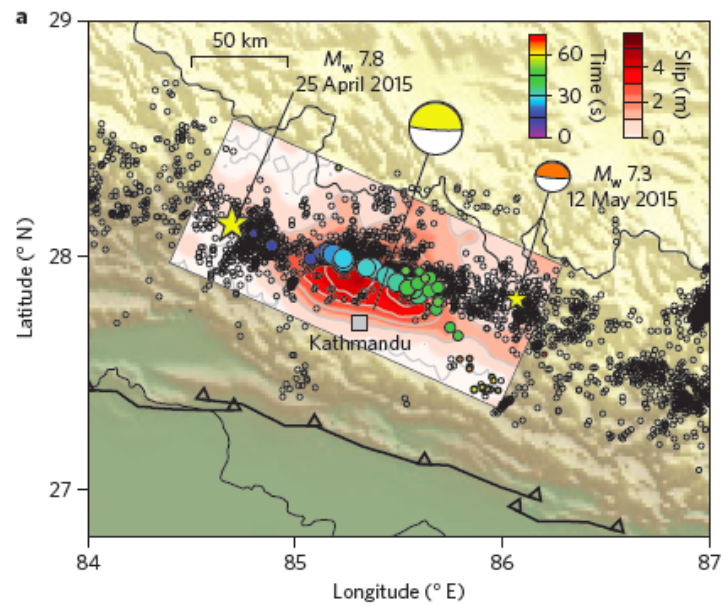 a
29
50 km
Mw 7.8
25 April 2015
60
30
0
Time (s)
4
2
0
Slip (m)
Mw 7.3
12 May 2015
28
Latitude (° N)
Kathmandu
27
84
85
86
87
Longitude (° E)